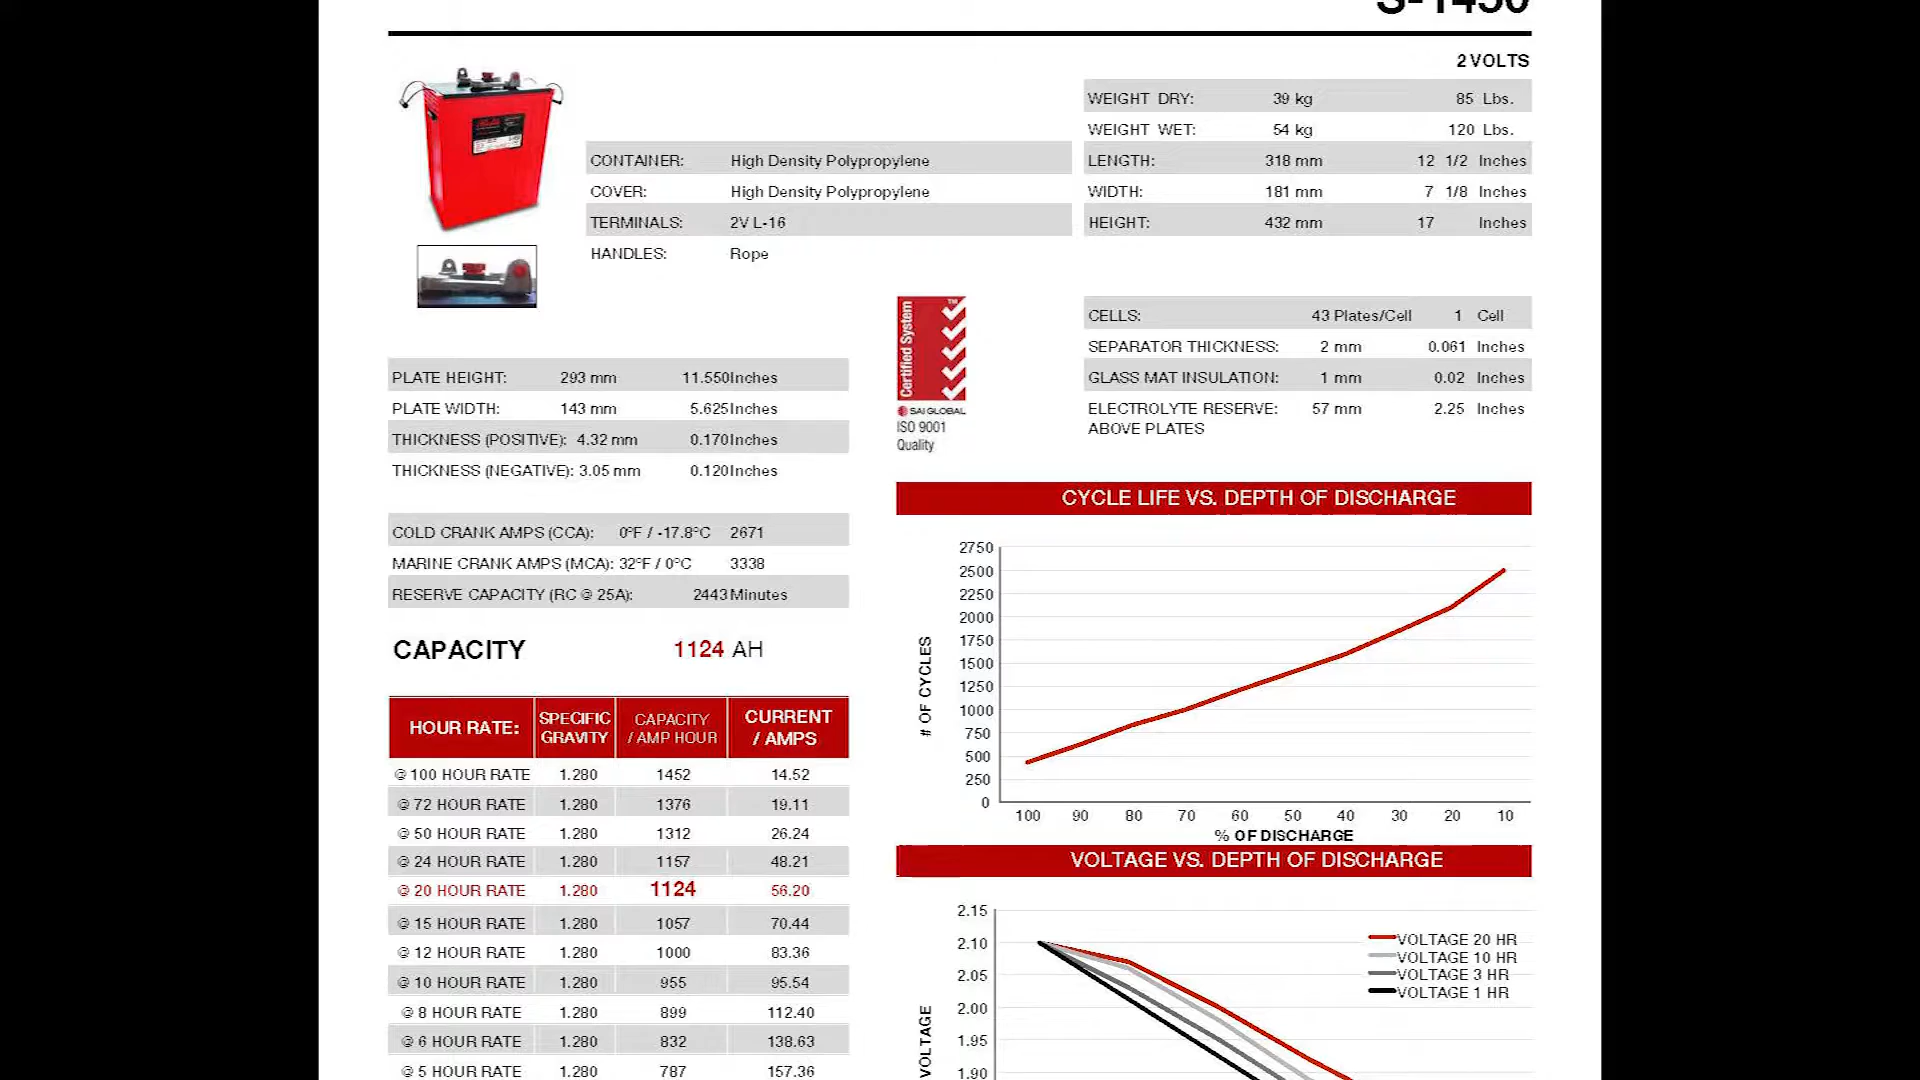 S-1450
2 VOLTS
WEIGHT DRY: 39 kg 85 Lbs.
WEIGHT WET: 54 kg 120 Lbs.
CONTAINER: High Density Polypropylene
LENGTH: 318 mm 12 1/2 Inches
COVER: High Density Polypropylene
WIDTH: 181 mm 7 1/8 Inches
TERMINALS: 2V L-16
HEIGHT: 432 mm 17 Inches
HANDLES: Rope
Certified System
TM
SAI GLOBAL
ISO 9001
Quality
CELLS: 43 Plates/Cell 1 Cell
SEPARATOR THICKNESS: 2 mm 0.061 Inches
GLASS MAT INSULATION: 1 mm 0.02 Inches
ELECTROLYTE RESERVE: 57 mm 2.25 Inches
ABOVE PLATES
PLATE HEIGHT: 293 mm 11.550Inches
PLATE WIDTH: 143 mm 5.625Inches
THICKNESS (POSITIVE): 4.32 mm 0.170Inches
THICKNESS (NEGATIVE): 3.05 mm 0.120Inches
COLD CRANK AMPS (CCA): 0°F / -17.8°C 2671
MARINE CRANK AMPS (MCA): 32°F / 0°C 3338
RESERVE CAPACITY (RC @ 25A): 2443Minutes
CAPACITY 1124 AH
HOUR RATE: SPECIFIC GRAVITY CAPACITY / AMP HOUR CURRENT / AMPS
@ 100 HOUR RATE 1.280 1452 14.52
@ 72 HOUR RATE 1.280 1376 19.11
@ 50 HOUR RATE 1.280 1312 26.24
@ 24 HOUR RATE 1.280 1157 48.21
@ 20 HOUR RATE 1.280 1124 56.20
@ 15 HOUR RATE 1.280 1057 70.44
@ 12 HOUR RATE 1.280 1000 83.36
@ 10 HOUR RATE 1.280 955 95.54
@ 8 HOUR RATE 1.280 899 112.40
@ 6 HOUR RATE 1.280 832 138.63
@ 5 HOUR RATE 1.280 787 157.36
CYCLE LIFE VS. DEPTH OF DISCHARGE
# OF CYCLES
2750
2500
2250
2000
1750
1500
1250
1000
750
500
250
0
100 90 80 70 60 50 40 30 20 10
% OF DISCHARGE
VOLTAGE VS. DEPTH OF DISCHARGE
VOLTAGE
2.15
2.10
2.05
2.00
1.95
1.90
VOLTAGE 20 HR
VOLTAGE 10 HR
VOLTAGE 3 HR
VOLTAGE 1 HR